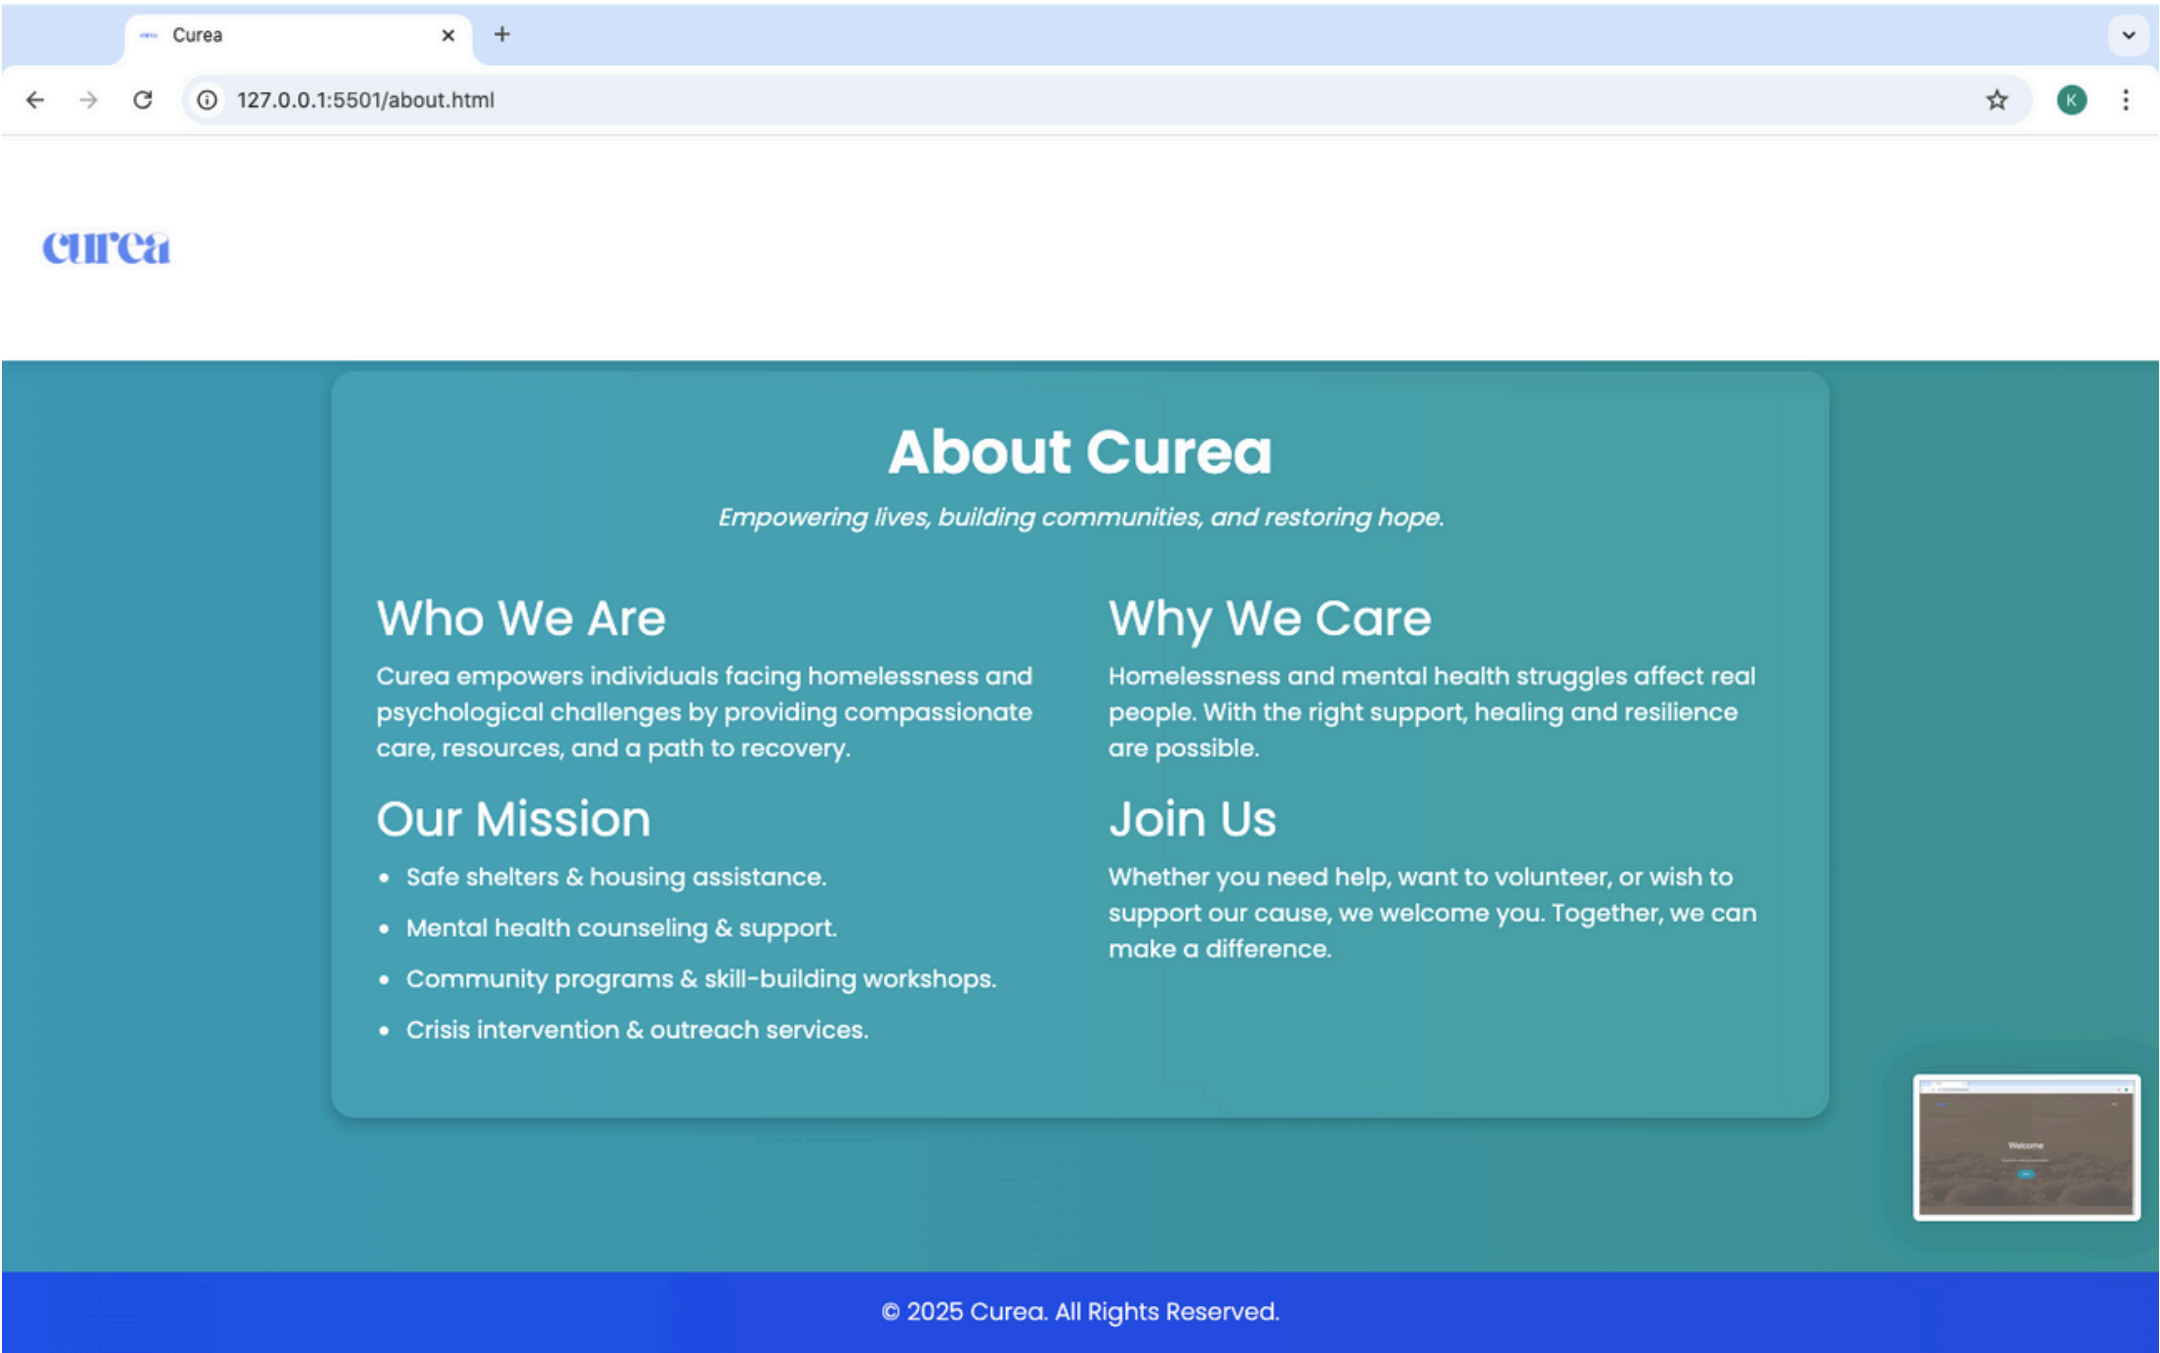 Curea
127.0.0.1:5501/about.html
K
curea
About Curea
Empowering lives, building communities, and restoring hope.
Who We Are
Curea empowers individuals facing homelessness and
psychological challenges by providing compassionate
care, resources, and a path to recovery.
Our Mission
• Safe shelters & housing assistance.
• Mental health counseling & support.
• Community programs & skill-building workshops.
• Crisis intervention & outreach services.
Why We Care
Homelessness and mental health struggles affect real
people. With the right support, healing and resilience
are possible.
Join Us
Whether you need help, want to volunteer, or wish to
support our cause, we welcome you. Together, we can
make a difference.
Welcome
© 2025 Curea. All Rights Reserved.